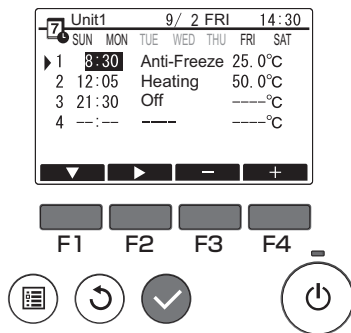 7 Unit1 9/ 2 FRI 14:30
SUN MON TUE WED THU FRI SAT
1 8:30 Anti-Freeze 25.0°C
2 12:05 Heating 50.0°C
3 21:30 Off ----°C
4 --:-- ---- ----°C
− +
F1 F2 F3 F4